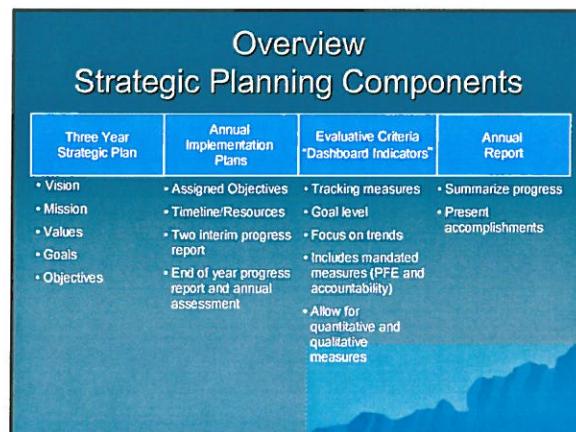 Overview
Strategic Planning Components
Three Year
Strategic Plan
• Vision
• Mission
• Values
• Goals
• Objectives
Annual
Implementation
Plans
• Assigned Objectives
• Timeline/Resources
• Two interim progress
report
• End of year progress
report and annual
assessment
Evaluative Criteria
"Dashboard Indicators"
• Tracking measures
• Goal level
• Focus on trends
• Includes mandated
measures (PFE and
accountability)
• Allow for
quantitative and
qualitative
measures
Annual
Report
• Summarize progress
• Present
accomplishments